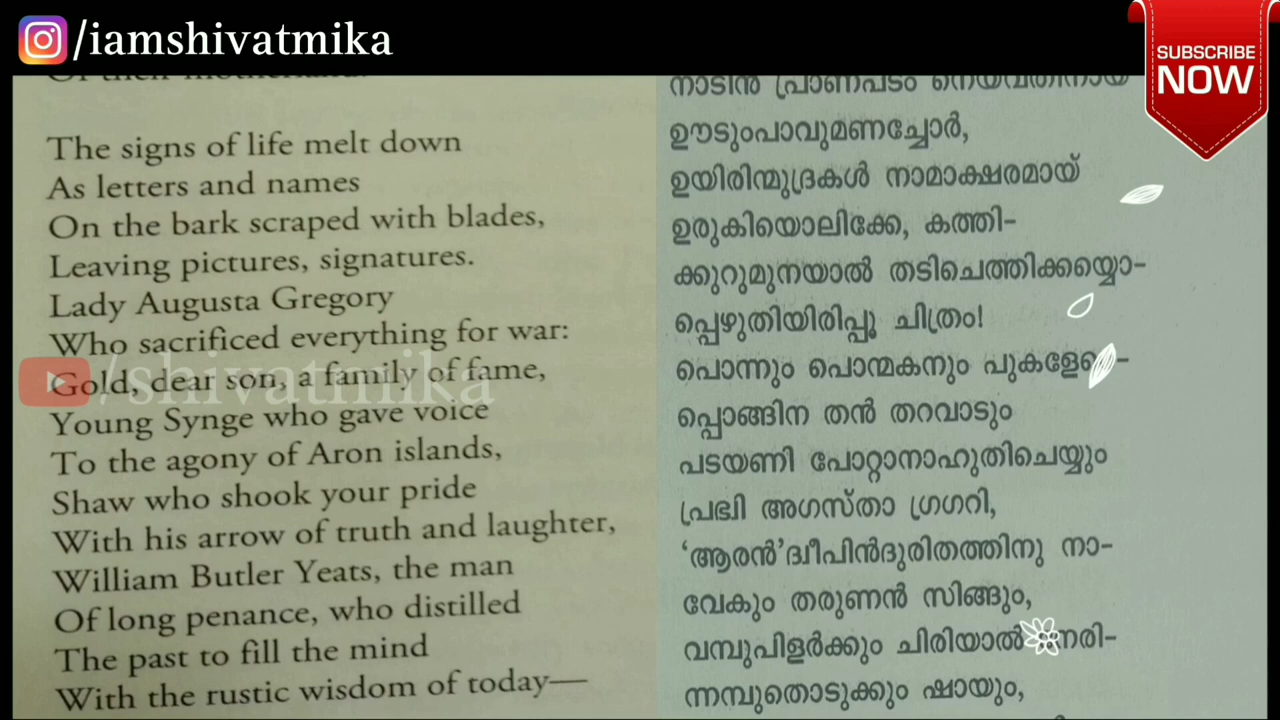 /iamshivatmika
SUBSCRIBE
NOW
The signs of life melt down
As letters and names
On the bark scraped with blades,
Leaving pictures, signatures.
Lady Augusta Gregory
Who sacrificed everything for war:
Gold, dear son, a family of fame,
Young Synge who gave voice
To the agony of Aron islands,
Shaw who shook your pride
With his arrow of truth and laughter,
William Butler Yeats, the man
Of long penance, who distilled
The past to fill the mind
With the rustic wisdom of today—
/shivatmika
നാടിൻ പ്രാണപടം നെയ്വതിനായ്
ഊടുംപാവുമണച്ചോർ,
ഉയിരിന്മുദ്രകൾ നാമാക്ഷരമായ്
ഉരുകിയൊലിക്കേ, കത്തി-
ക്കുറുമുനയാൽ തടിചെത്തിക്കയ്യൊ-
പ്പെഴുതിയിരിപ്പൂ ചിത്രം!
പൊന്നും പൊന്മകനും
പ്പൊങ്ങിന തൻ തറവാടും
പടയണി പോറ്റാനാഹുതിചെയ്യും
പ്രഭ്വി അഗസ്താ ഗ്രഗറി,
‘ആരൻ’ദ്വീപിൻദുരിതത്തിനു നാ-
വേകും തരുണൻ സിങ്ങും,
വമ്പുപിളർക്കും ചിരിയാൽ
ന്നമ്പുതൊടുക്കും ഷായും,